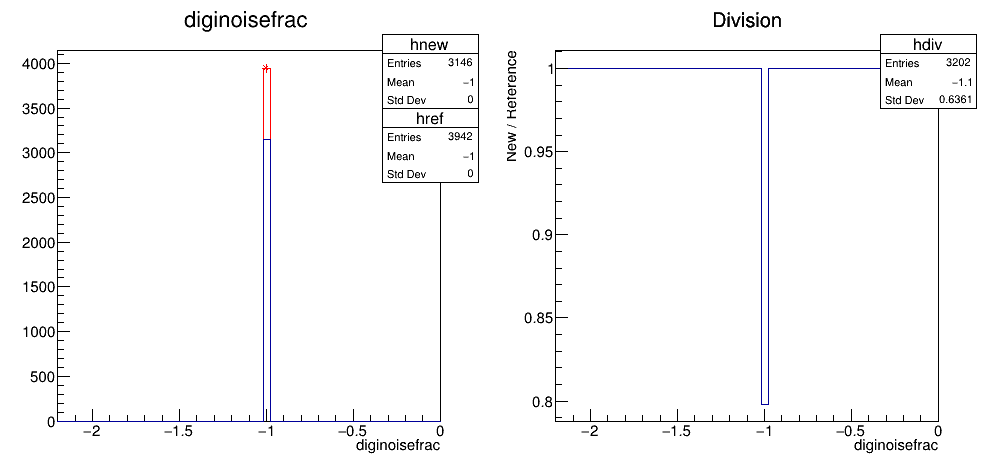 diginoisefrac
hnew
Entries 3146
Mean −1
Std Dev 0
href
Entries 3942
Mean −1
Std Dev 0
4000
3500
3000
2500
2000
1500
1000
500
0
−2 −1.5 −1 −0.5 0
diginoisefrac
Division
hdiv
Entries 3202
Mean −1.1
Std Dev 0.6361
New / Reference
1
0.95
0.9
0.85
0.8
−2 −1.5 −1 −0.5 0
diginoisefrac